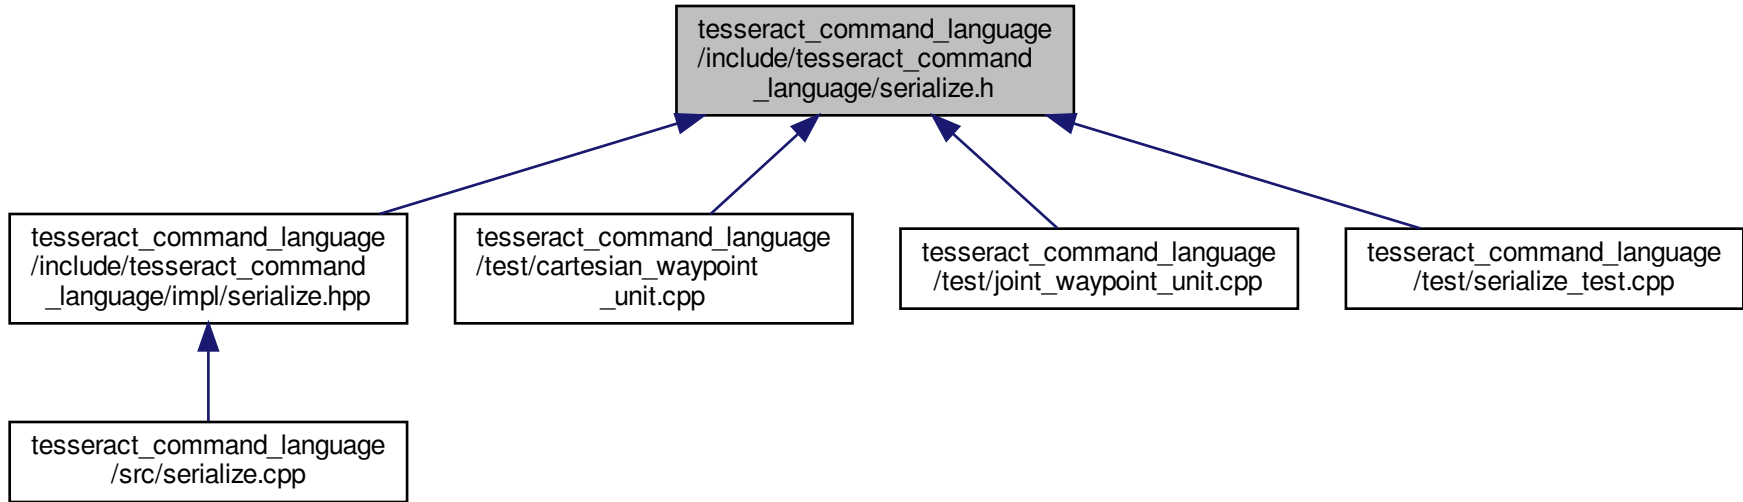 tesseract_command_language
/include/tesseract_command
_language/serialize.h
tesseract_command_language
/include/tesseract_command
_language/impl/serialize.hpp
tesseract_command_language
/test/cartesian_waypoint
_unit.cpp
tesseract_command_language
/test/joint_waypoint_unit.cpp
tesseract_command_language
/test/serialize_test.cpp
tesseract_command_language
/src/serialize.cpp